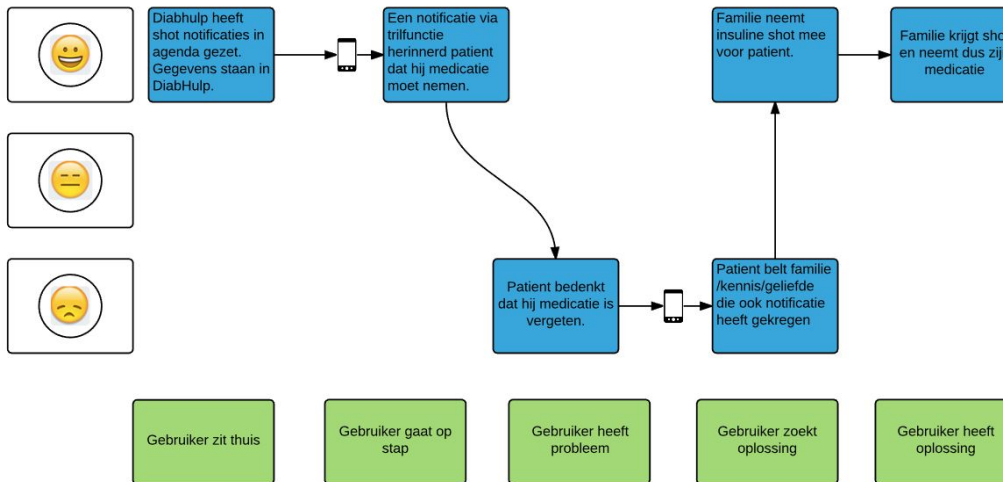 Diabhulp heeft
shot notificaties in
agenda gezet.
Gegevens staan in
DiabHulp.
Een notificatie via
trilfunctie
herinnerd patient
dat hij medicatie
moet nemen.
Familie neemt
insuline shot mee
voor patient.
Familie krijgt sho
en neemt dus zij
medicatie
Patient bedenkt
dat hij medicatie is
vergeten.
Patient belt familie
/kennis/geliefde
die ook notificatie
heeft gekregen
Gebruiker zit thuis
Gebruiker gaat op
stap
Gebruiker heeft
probleem
Gebruiker zoekt
oplossing
Gebruiker heeft
oplossing